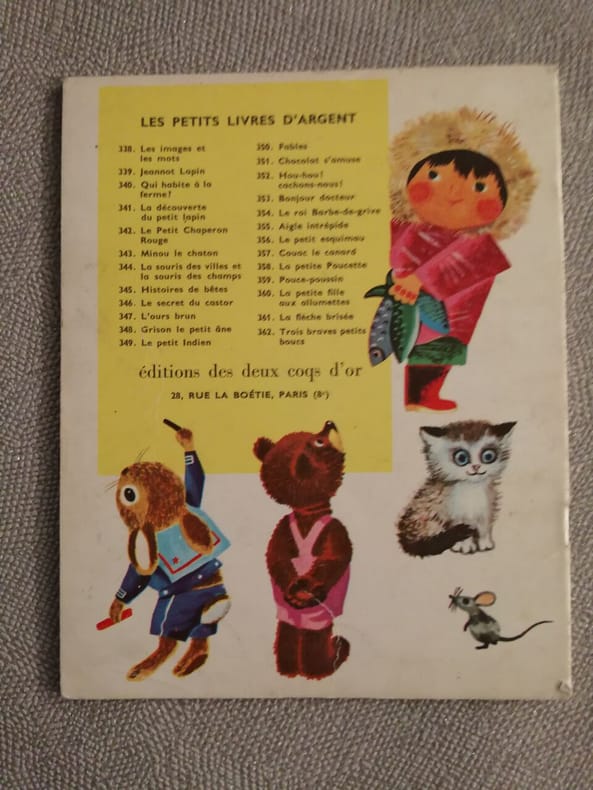 LES PETITS LIVRES D'ARGENT
338. Les images et
les mots
339. Jeannot Lapin
340. Qui habite à la
ferme?
341. La découverte
du petit lapin
342. Le Petit Chaperon
Rouge
343. Minou le chaton
344. La souris des villes et
la souris des champs
345. Histoires de bêtes
346. Le secret du castor
347. L'ours brun
348. Grison le petit âne
349. Le petit Indien
350. Fables
351. Chocolat s'amuse
352. Hou-hou!
cachons-nous!
353. Bonjour docteur
354. Le roi Barbe-de-grive
355. Aigle intrépide
356. Le petit esquimau
357. Couac le canard
358. La petite Poucette
359. Pouce-poussin
360. La petite fille
aux allumettes
361. La flèche brisée
362. Trois braves petits
boucs
éditions des deux coqs d'or
28, RUE LA BOÉTIE, PARIS (8e)